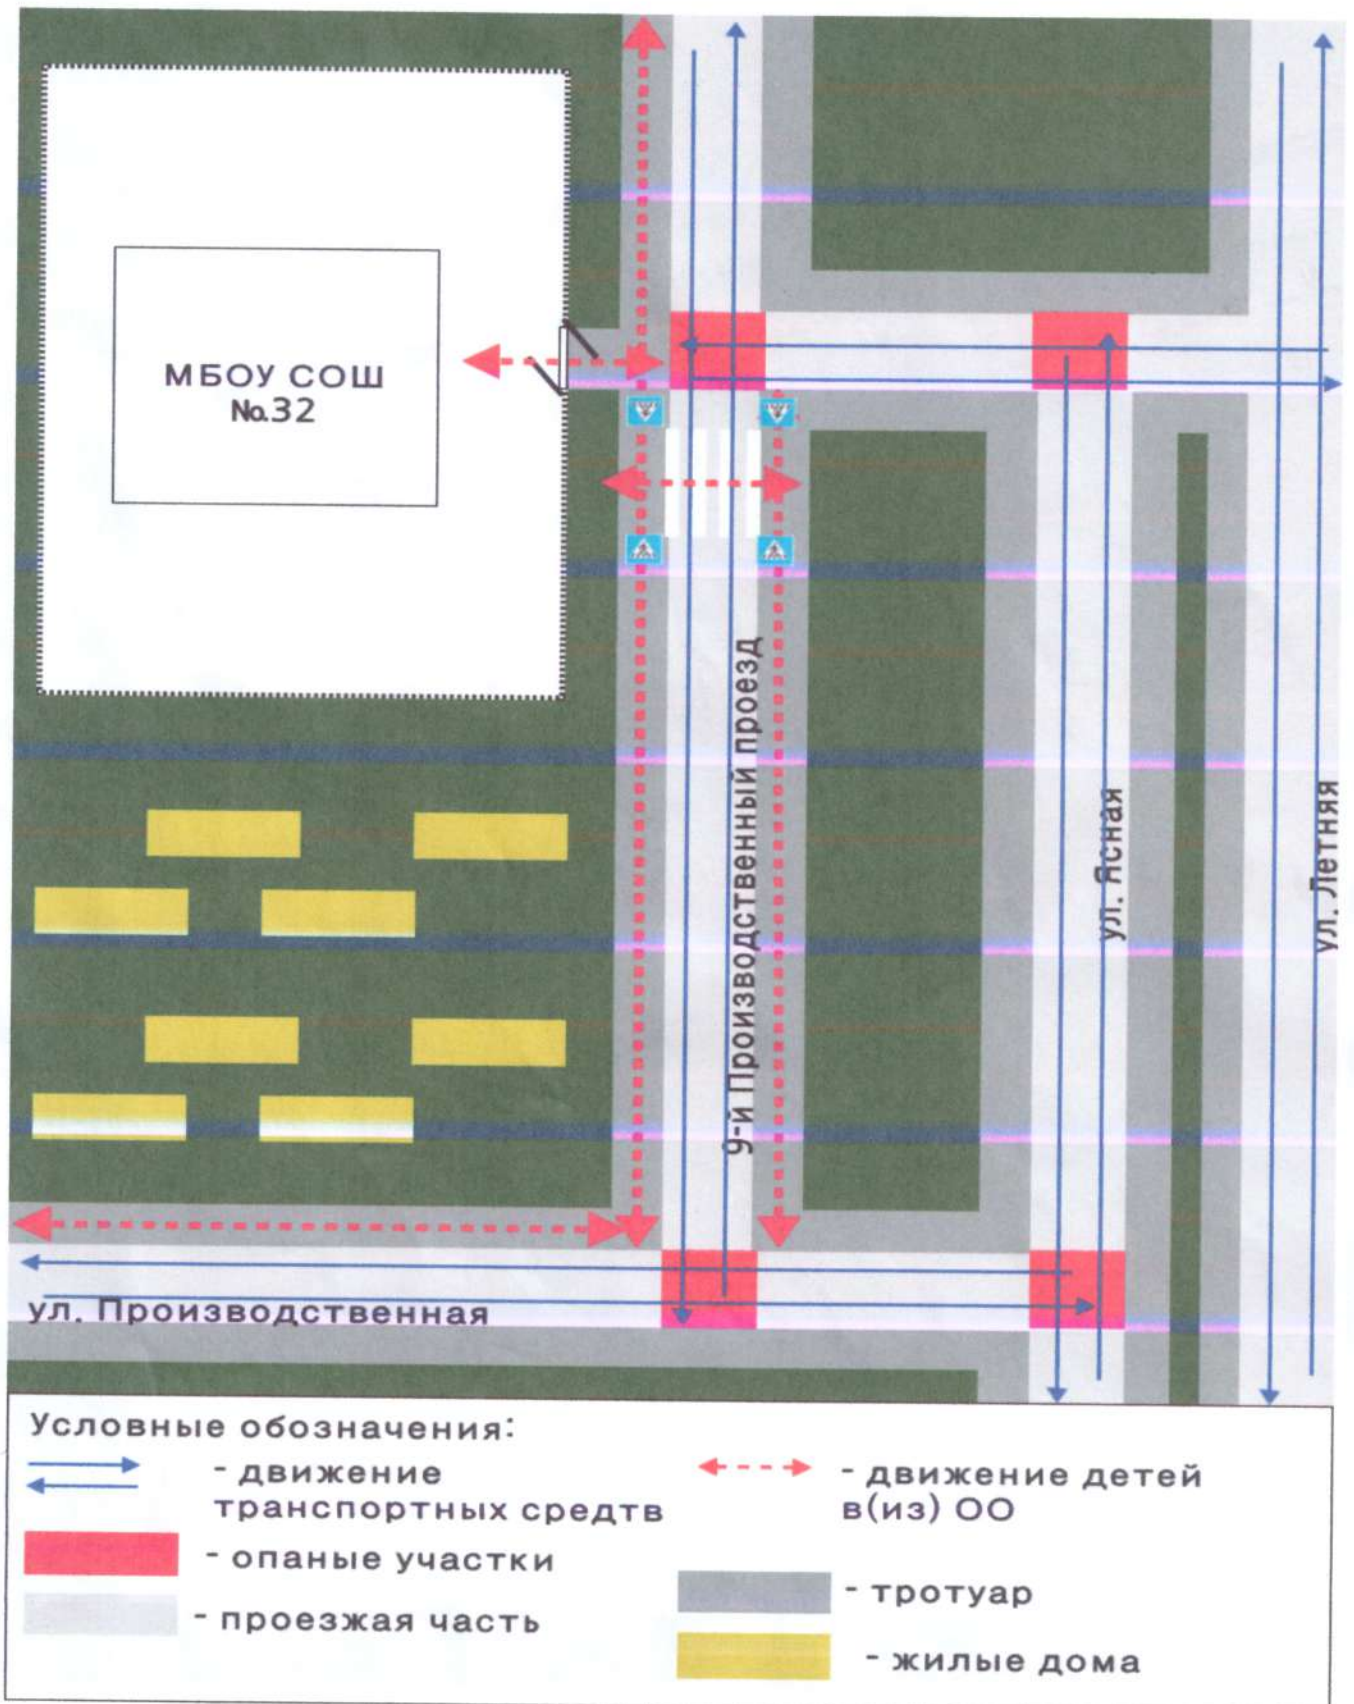 МБОУ СОШ
№32
9-й Производственный проезд
ул. Ясная
ул. Летняя
ул. Производственная
Условные обозначения:
- движение
транспортных средтв
- движение детей
в(из) ОО
- опаные участки
- тротуар
- проезжая часть
- жилые дома